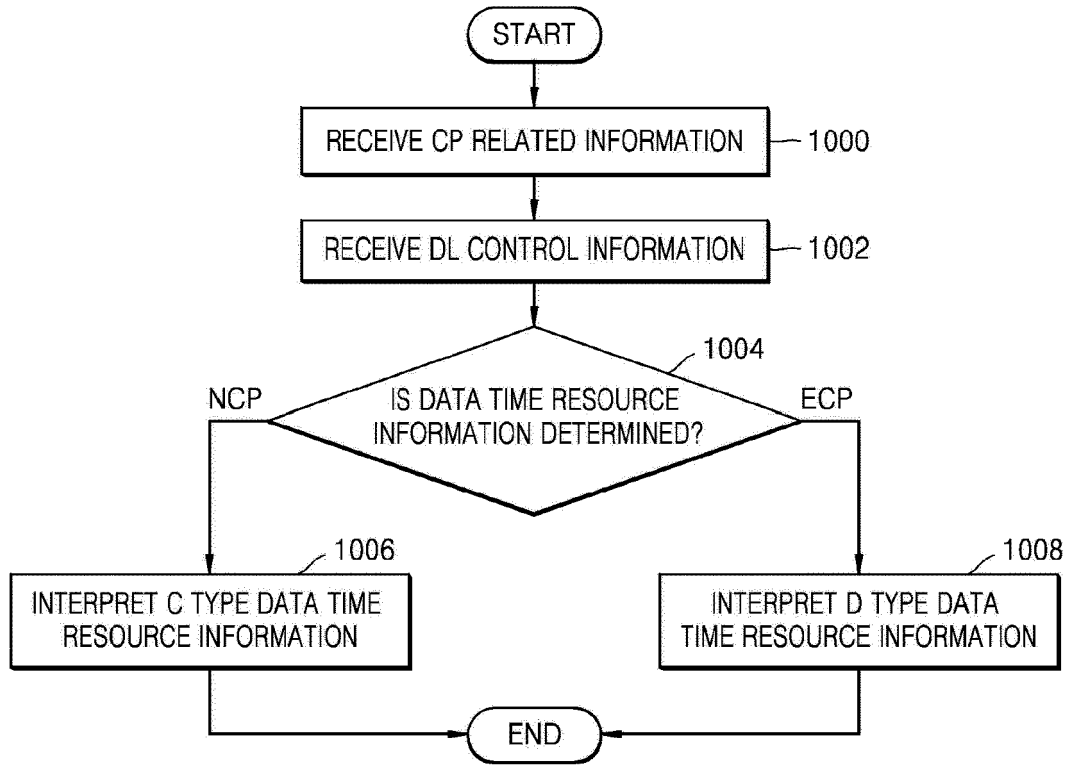 START
RECEIVE CP RELATED INFORMATION
1000
RECEIVE DL CONTROL INFORMATION
1002
1004
NCP
IS DATA TIME RESOURCE
INFORMATION DETERMINED?
ECP
1006
INTERPRET C TYPE DATA TIME
RESOURCE INFORMATION
1008
INTERPRET D TYPE DATA
TIME RESOURCE INFORMATION
END